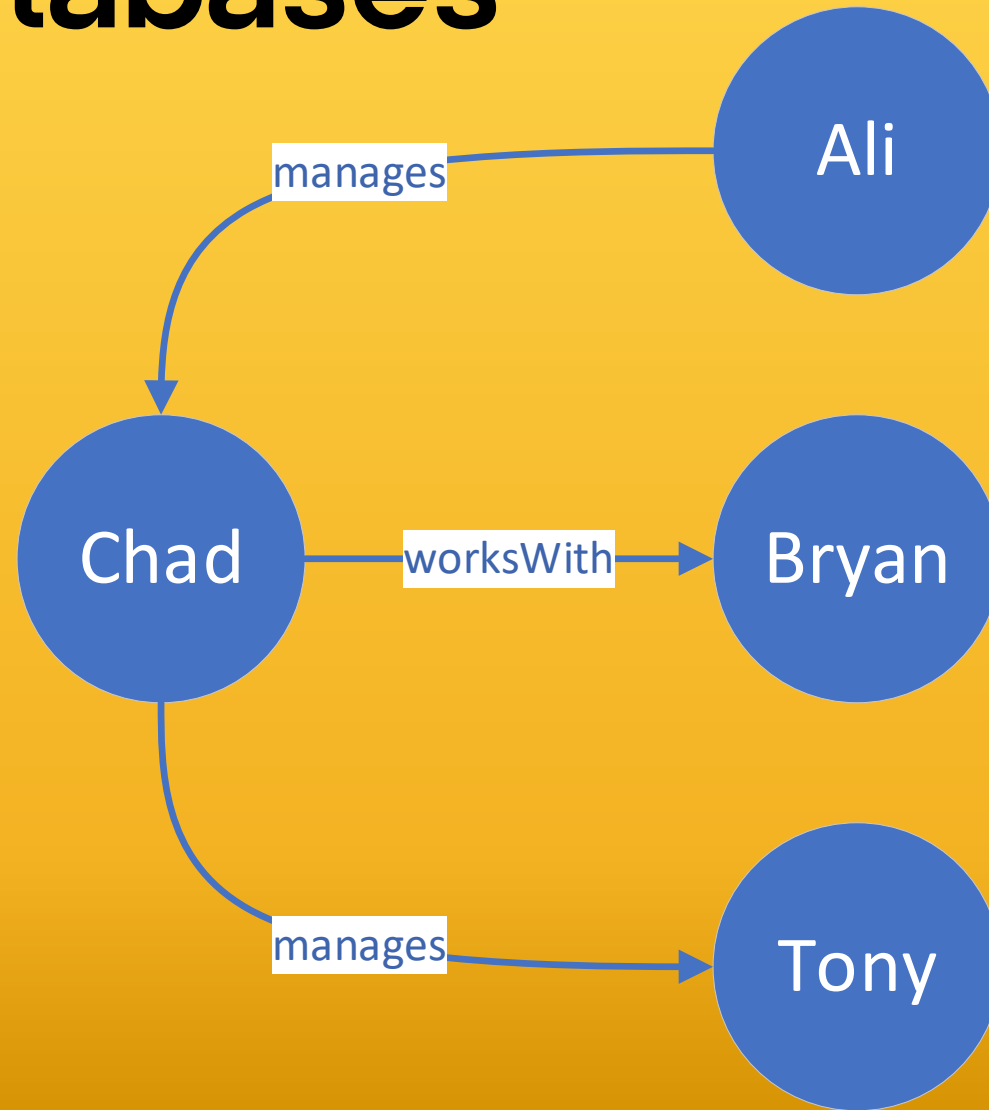 tabases
Ali
manages
Chad
worksWith
Bryan
manages
Tony